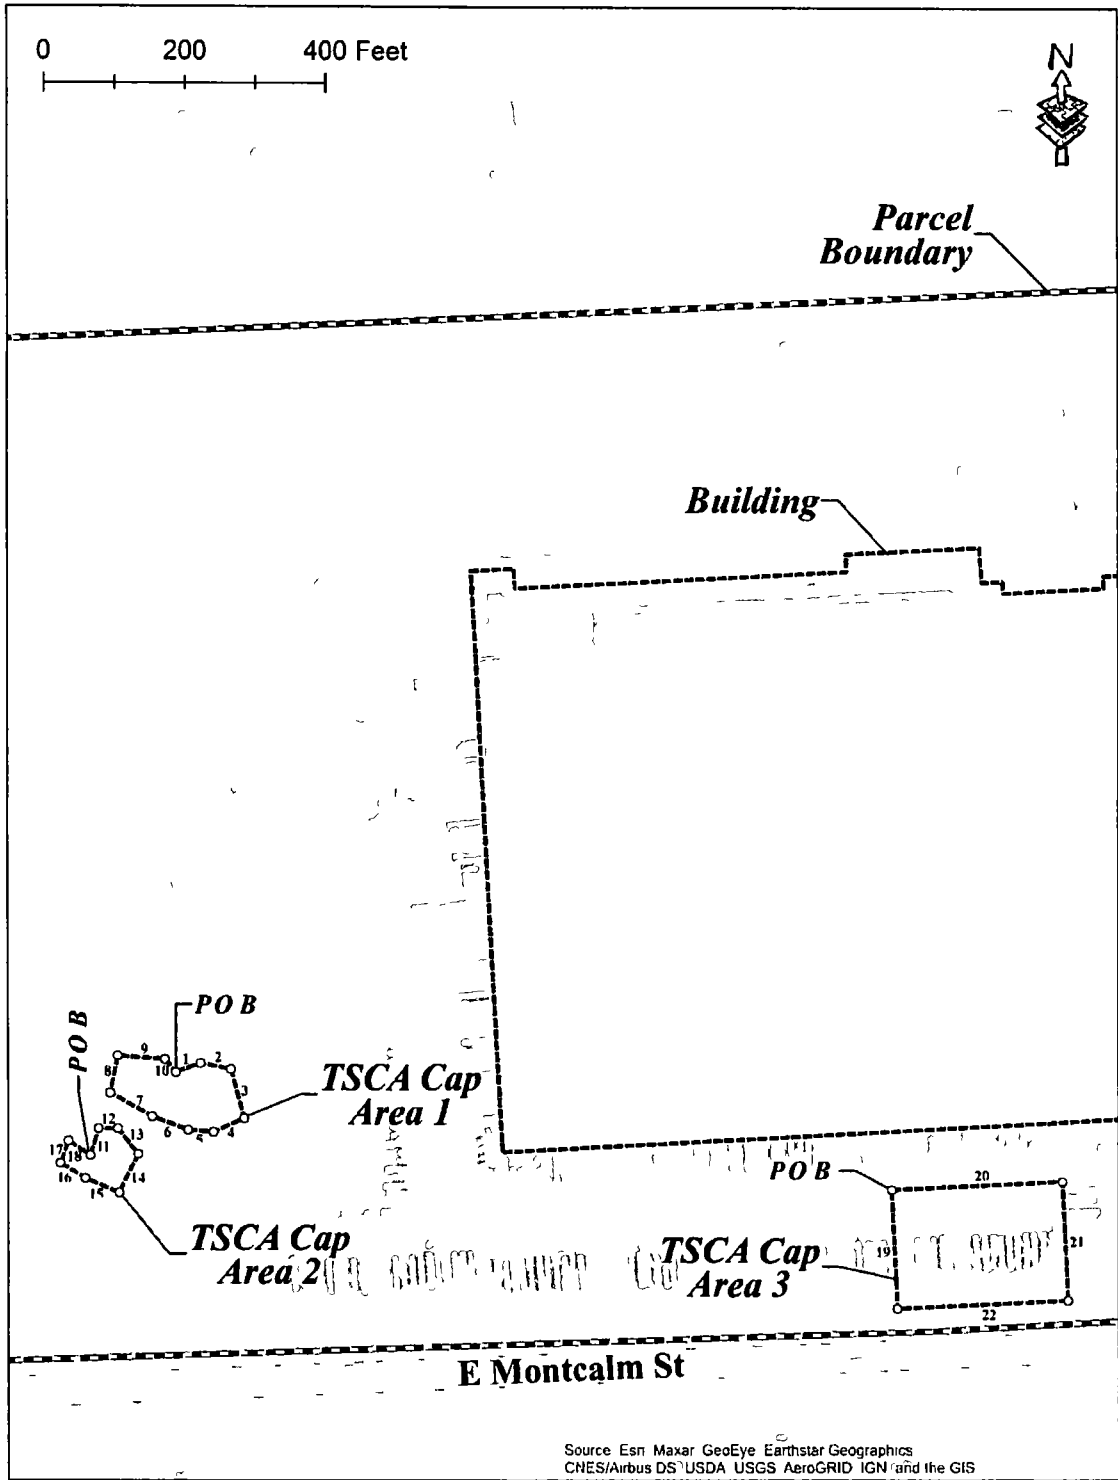 0 200 400 Feet
N
Parcel
Boundary
Building
P O B
P O B
9
10
1
2
8
3
7
6
5
4
TSCA Cap
Area 1
12
13
11
17
18
14
16
15
TSCA Cap
Area 2
P O B
20
19
21
22
TSCA Cap
Area 3
E Montcalm St
Source Esri Maxar GeoEye Earthstar Geographics
CNES/Airbus DS USDA USGS AeroGRID IGN and the GIS